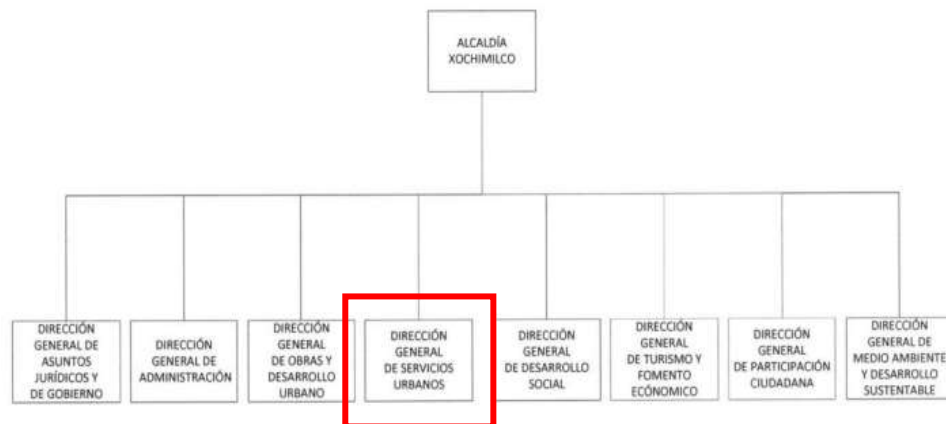 ALCALDÍA
XOCHIMILCO
DIRECCIÓN
GENERAL DE
ASUNTOS
JURÍDICOS Y
DE GOBIERNO
DIRECCIÓN
GENERAL DE
ADMINISTRACIÓN
DIRECCIÓN
GENERAL
DE OBRAS Y
DESARROLLO
URBANO
DIRECCIÓN
GENERAL
DE SERVICIOS
URBANOS
DIRECCIÓN
GENERAL
DE DESARROLLO
SOCIAL
DIRECCIÓN
GENERAL
DE TURISMO Y
FOMENTO
ECÓNOMICO
DIRECCIÓN
GENERAL
DE PARTICIPACIÓN
CIUDADANA
DIRECCIÓN
GENERAL DE
MEDIO AMBIENTE
Y DESARROLLO
SUSTENTABLE